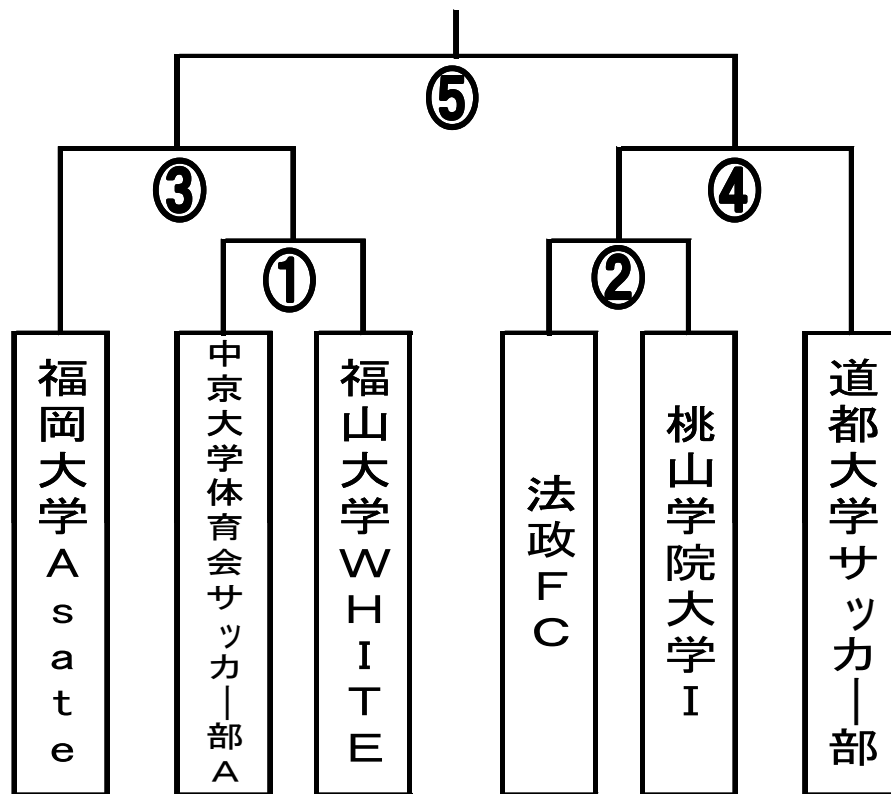 ⑤
③
④
①
②
福岡大学Asate
中京大学体育会サッカー部A
福山大学WHITE
法政FC
桃山学院大学I
道都大学サッカー部